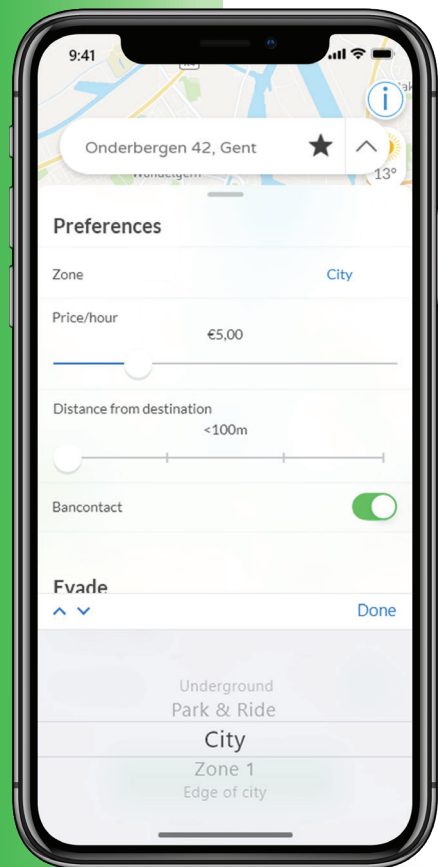 9:41
Onderbergen 42, Gent
Wondelgem
13°
Preferences
Zone City
Price/hour
€5,00
Distance from destination
<100m
Bancontact
Evade
Done
Underground
Park & Ride
City
Zone 1
Edge of city